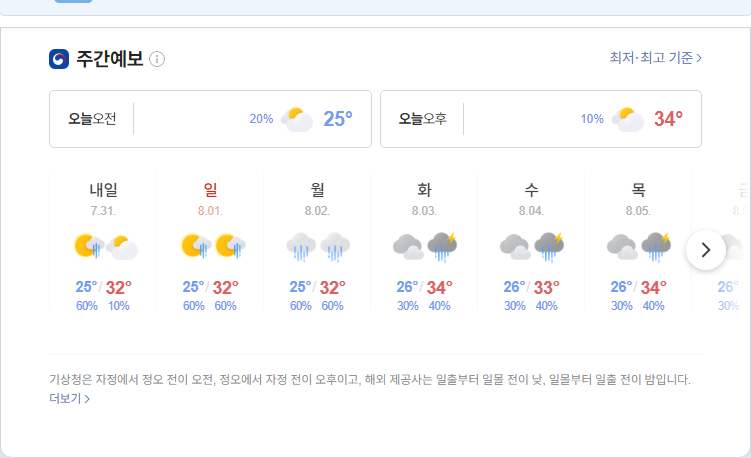 주간예보
최저·최고 기준
오늘오전 20% 25°
오늘오후 10% 34°
내일 일 월 화 수 목 금
7.31. 8.01. 8.02. 8.03. 8.04. 8.05.
25°/32° 25°/32° 25°/32° 26°/34° 26°/33° 26°/34° 26°
60% 10% 60% 60% 60% 60% 30% 40% 30% 40% 30% 40% 30%
기상청은 자정에서 정오 전이 오전, 정오에서 자정 전이 오후이고, 해외 제공사는 일출부터 일몰 전이 낮, 일몰부터 일출 전이 밤입니다.
더보기